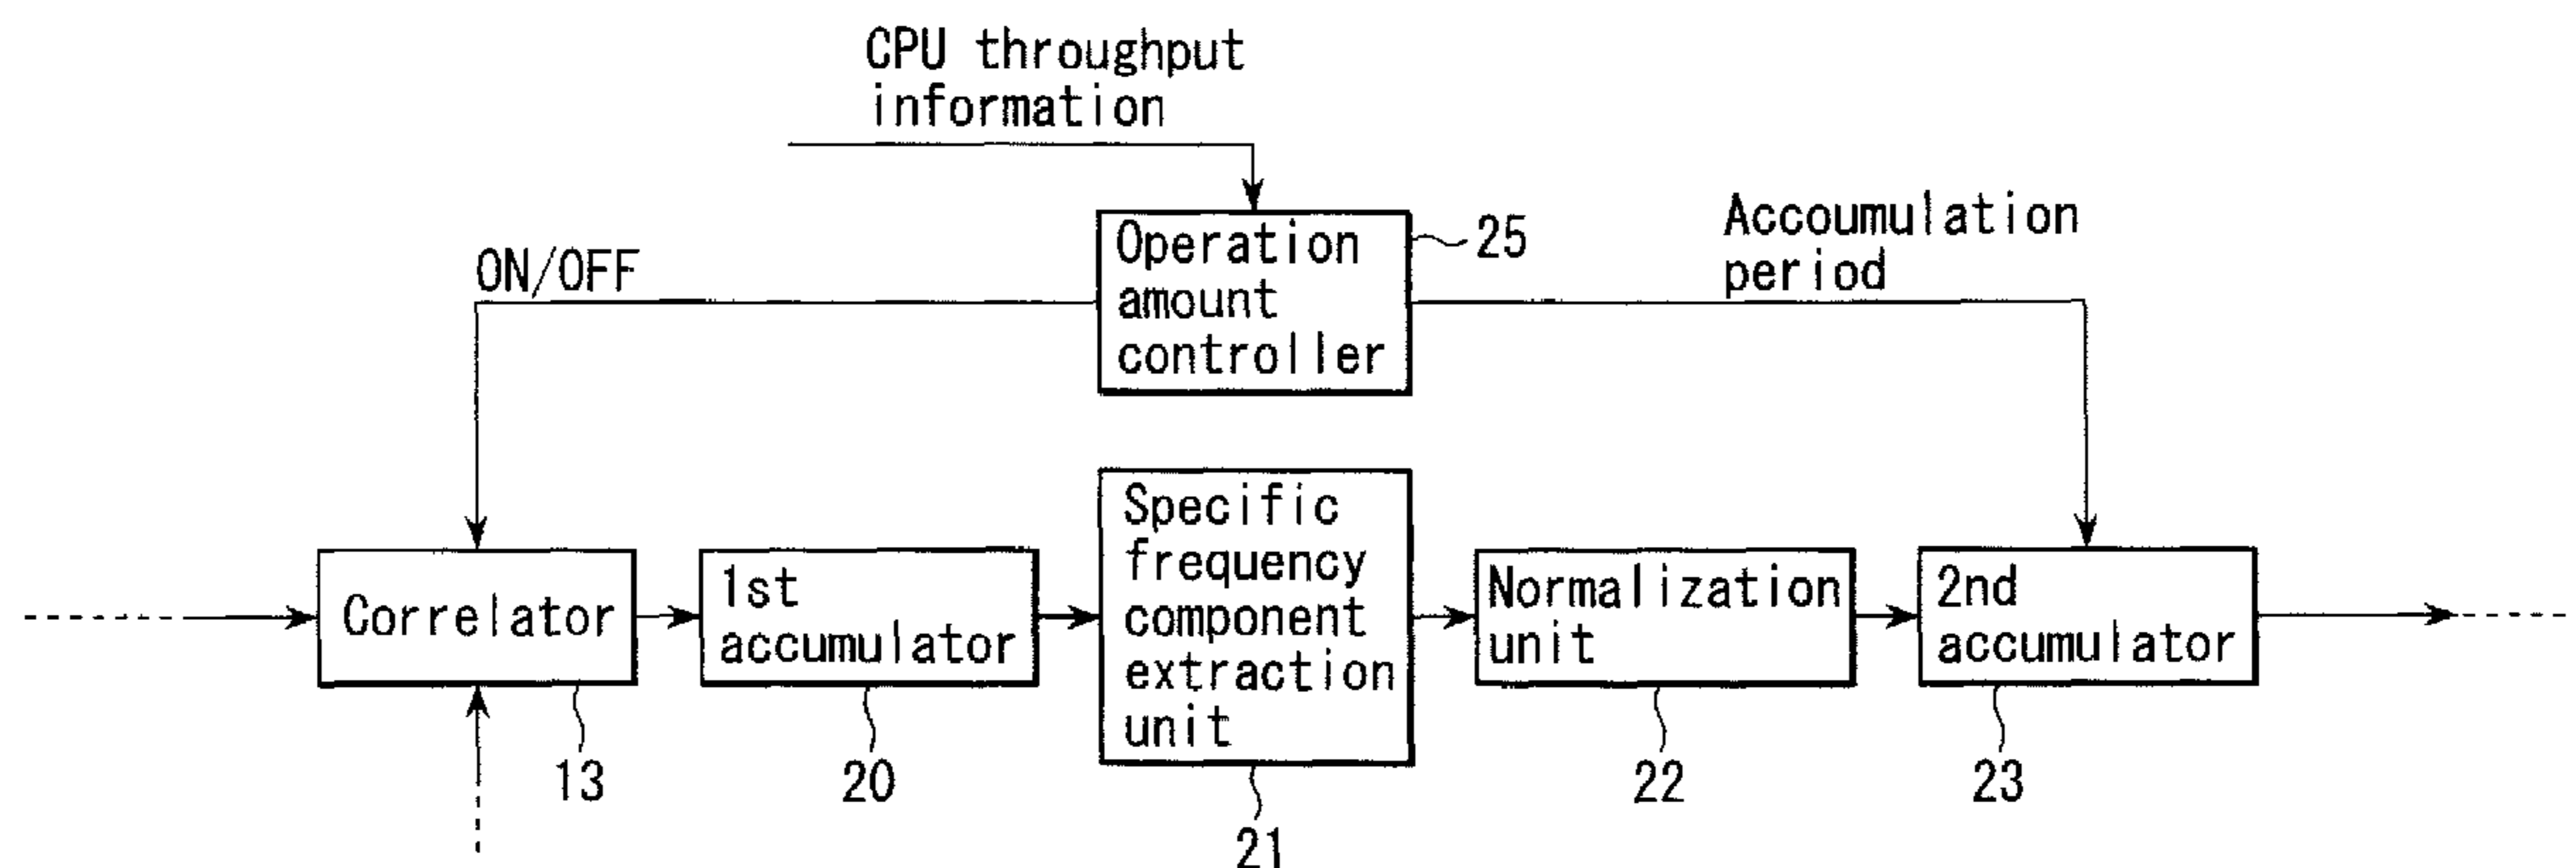 CPU throughput
information
Operation
amount
controller
25
ON/OFF
Accoumulation
period
Correlator
13
1st
accumulator
20
Specific
frequency
component
extraction
unit
21
Normalization
unit
22
2nd
accumulator
23